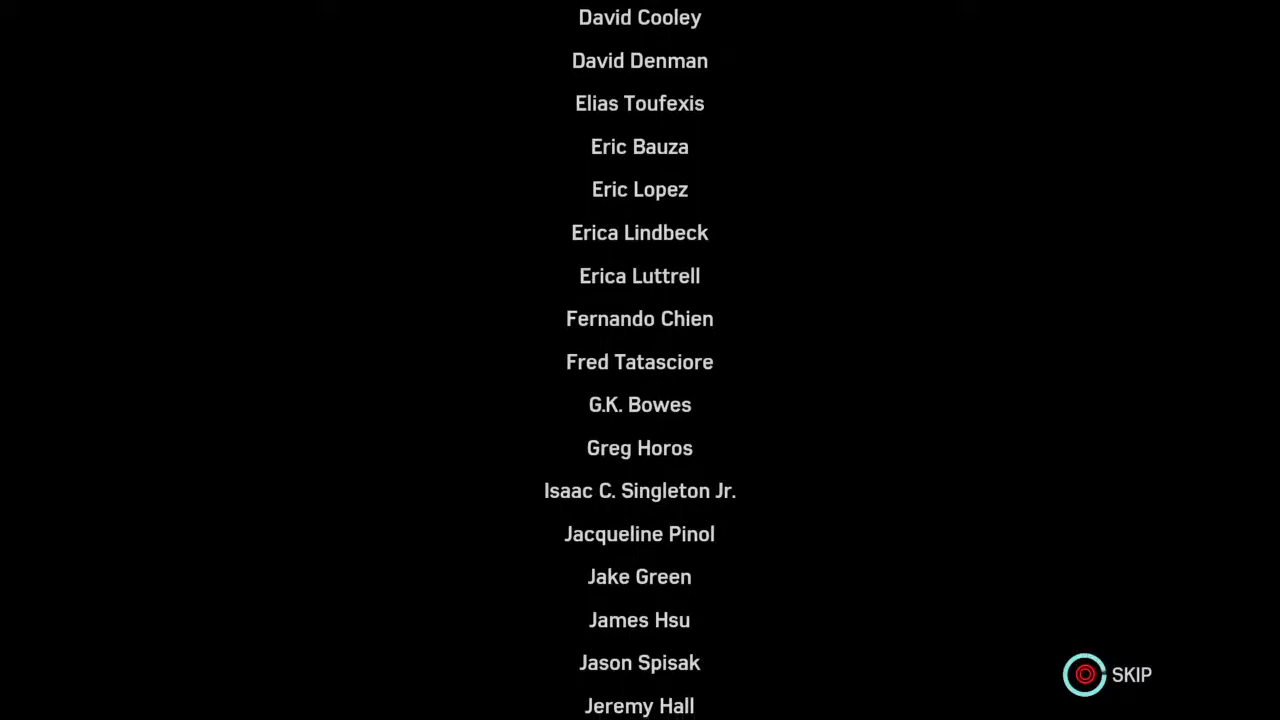 David Cooley
David Denman
Elias Toufexis
Eric Bauza
Eric Lopez
Erica Lindbeck
Erica Luttrell
Fernando Chien
Fred Tatasciore
G.K. Bowes
Greg Horos
Isaac C. Singleton Jr.
Jacqueline Pinol
Jake Green
James Hsu
Jason Spisak
SKIP
Jeremy Hall